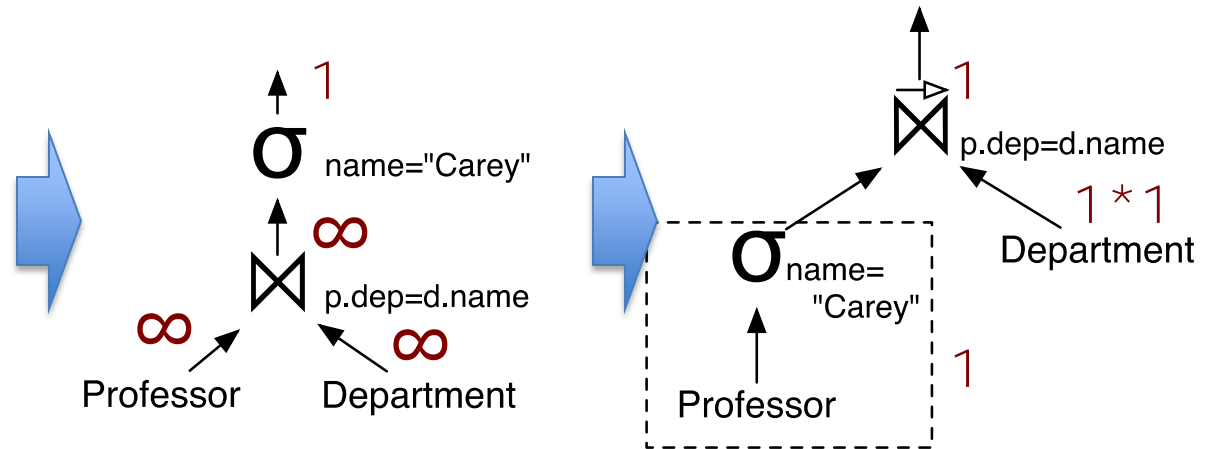 1
σ name="Carey"
∞
⋈ p.dep=d.name
∞ ∞
Professor Department
1
⋈ p.dep=d.name
1 * 1
Department
σ name=
"Carey"
1
Professor